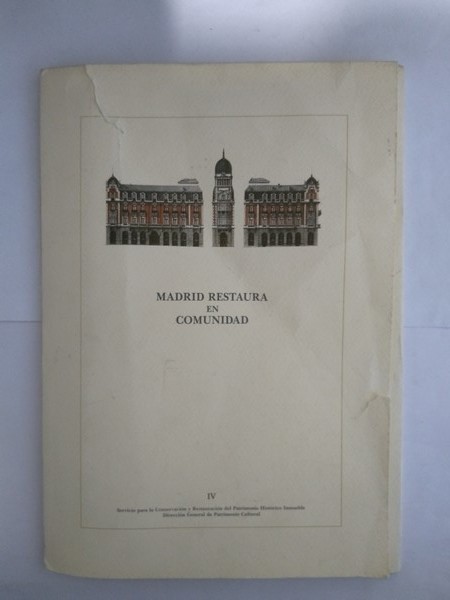 MADRID RESTAURA
EN
COMUNIDAD
IV
Servicio para la Conservación y Restauración del Patrimonio Histórico Inmueble
Dirección General de Patrimonio Cultural